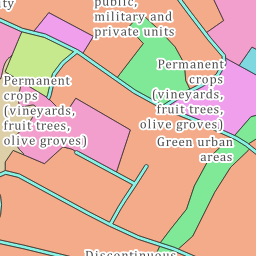 public,
military and
private units
Permanent
crops
(vineyards,
fruit trees,
olive groves)
Permanent
crops
(vineyards,
fruit trees,
olive groves)
Green urban
areas
Discontinuous